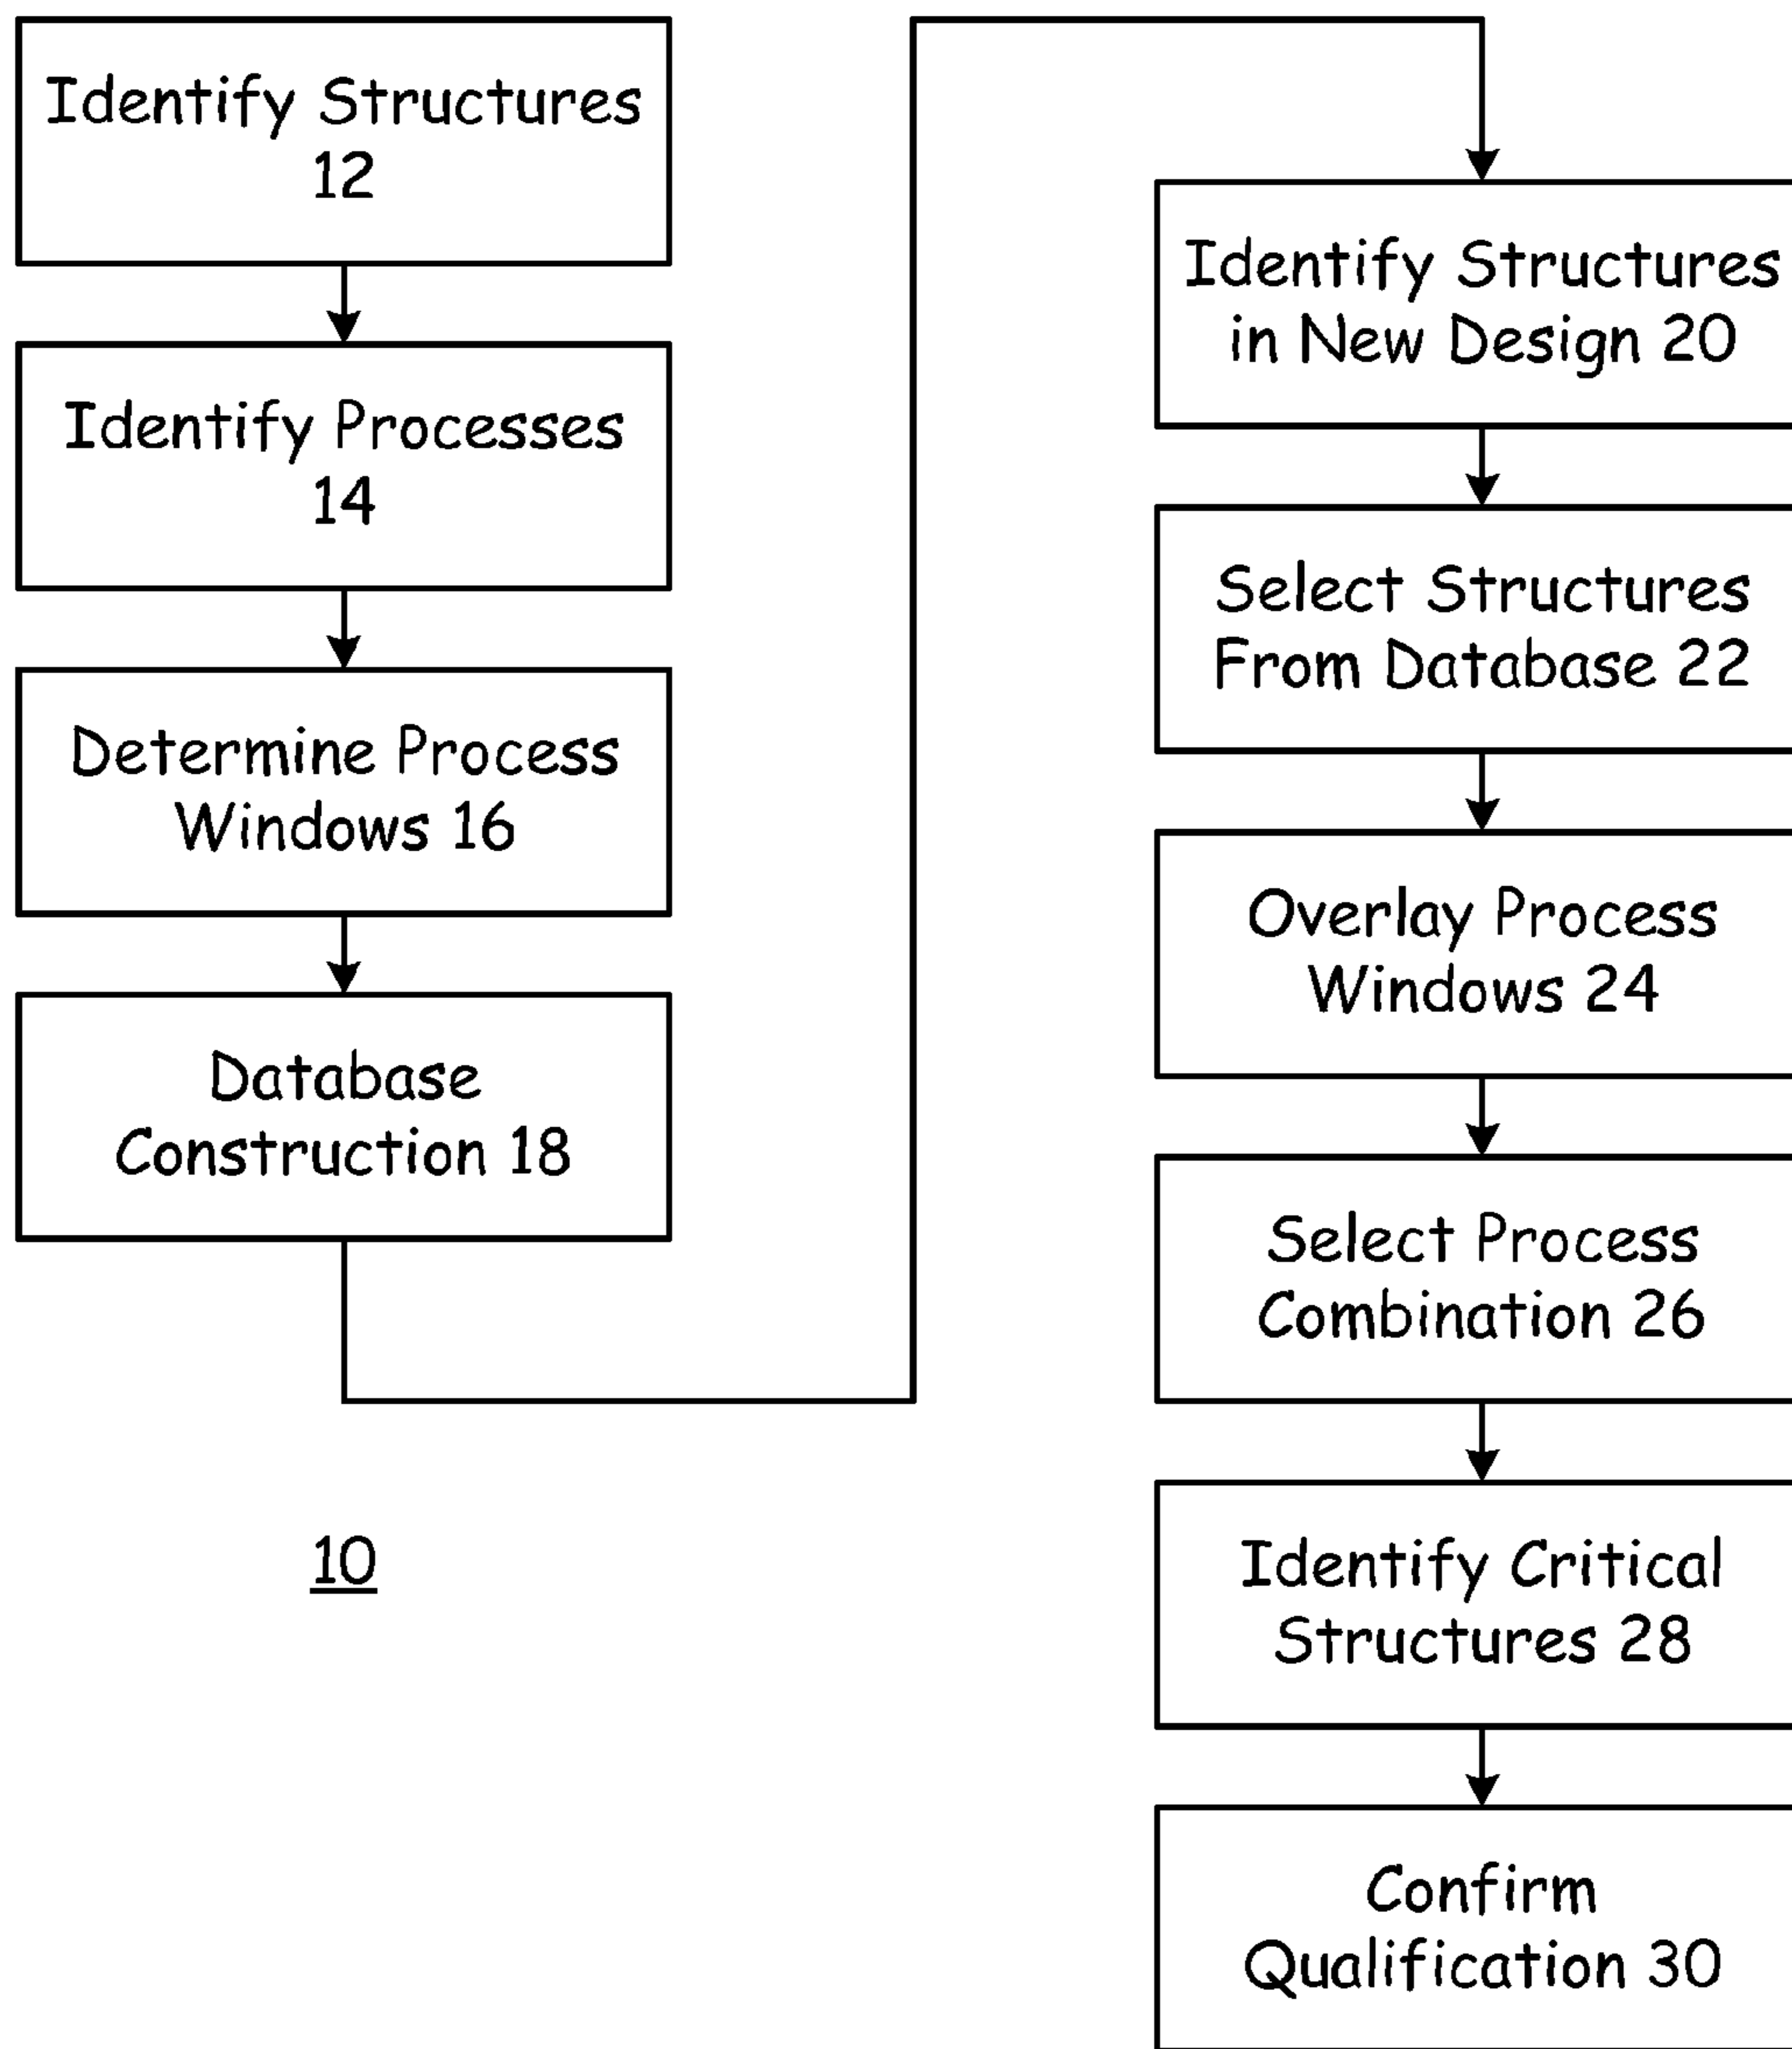 Identify Structures
12
Identify Processes
14
Determine Process
Windows 16
Database
Construction 18
10
Identify Structures
in New Design 20
Select Structures
From Database 22
Overlay Process
Windows 24
Select Process
Combination 26
Identify Critical
Structures 28
Confirm
Qualification 30